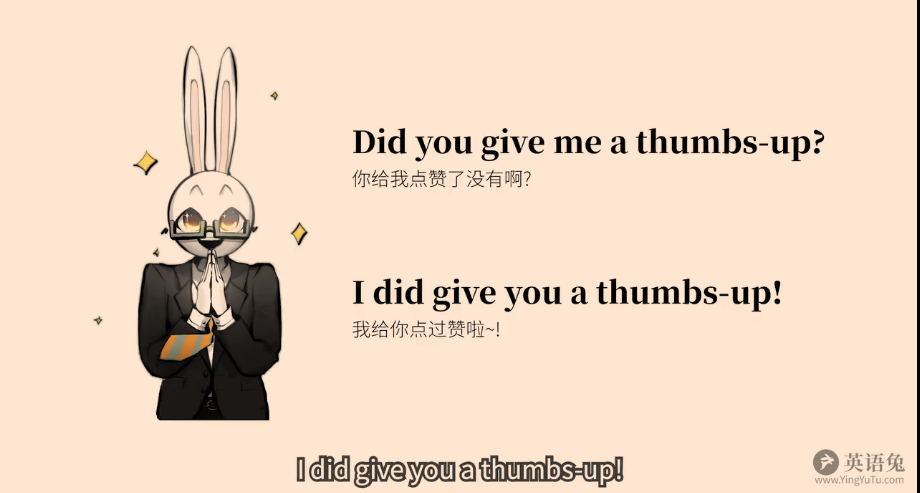 Did you give me a thumbs-up?
你给我点赞了没有啊?
I did give you a thumbs-up!
我给你点过赞啦~!
I did give you a thumbs-up!
英语兔
www.YingYuTu.com